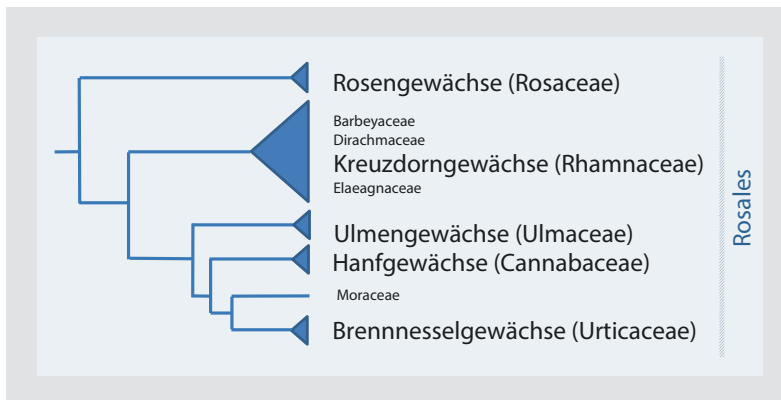 Rosengewächse (Rosaceae)
Barbeyaceae
Dirachmaceae
Kreuzdorngewächse (Rhamnaceae)
Elaeagnaceae
Ulmengewächse (Ulmaceae)
Hanfgewächse (Cannabaceae)
Moraceae
Brennnesselgewächse (Urticaceae)
Rosales